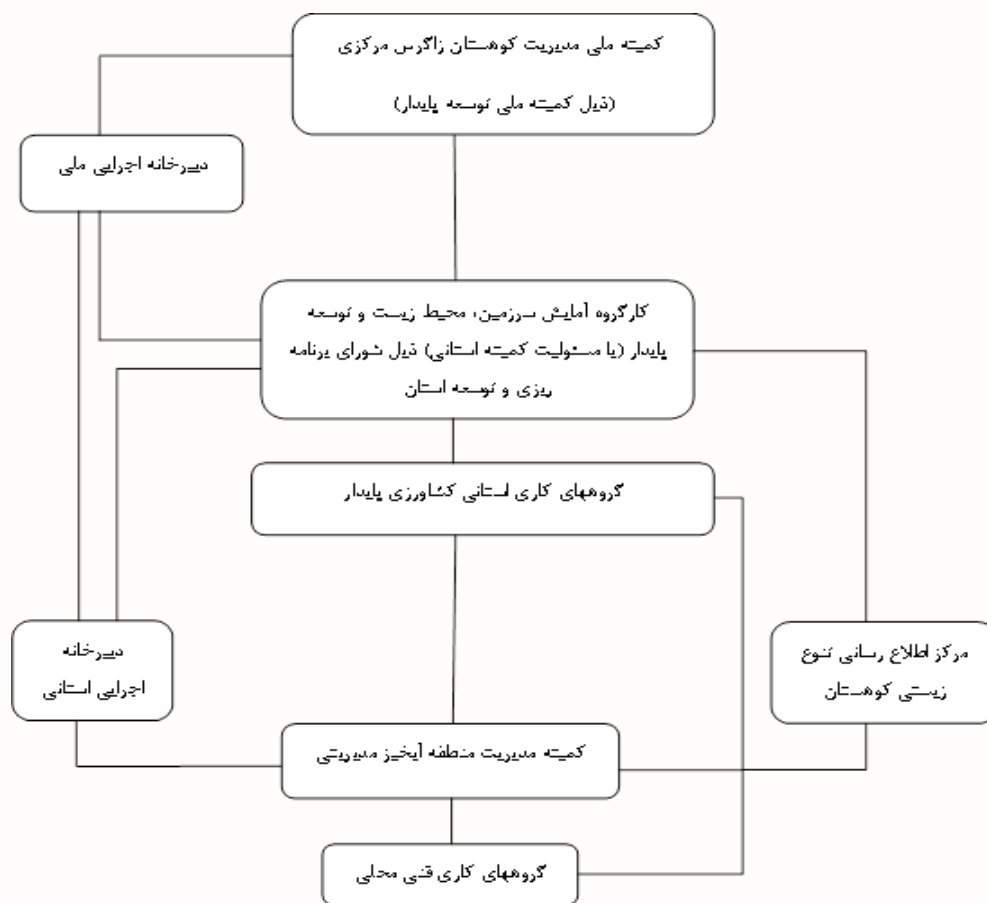 کمیته ملی مدیریت کوهستان زاگرس مرکزی
(ذیل کمیته ملی توسعه پایدار)
دبیرخانه اجرایی ملی
کارگروه آمایش سرزمین، محیط زیست و توسعه
پایدار (با مسئولیت کمیته استانی) ذیل شورای برنامه
ریزی و توسعه استان
گروههای کاری استانی کشاورزی پایدار
مرکز اطلاع رسانی تنوع
زیستی کوهستان
دبیرخانه
اجرایی استانی
کمیته مدیریت منطقه آبخیز مدیریتی
گروههای کاری فنی محلی